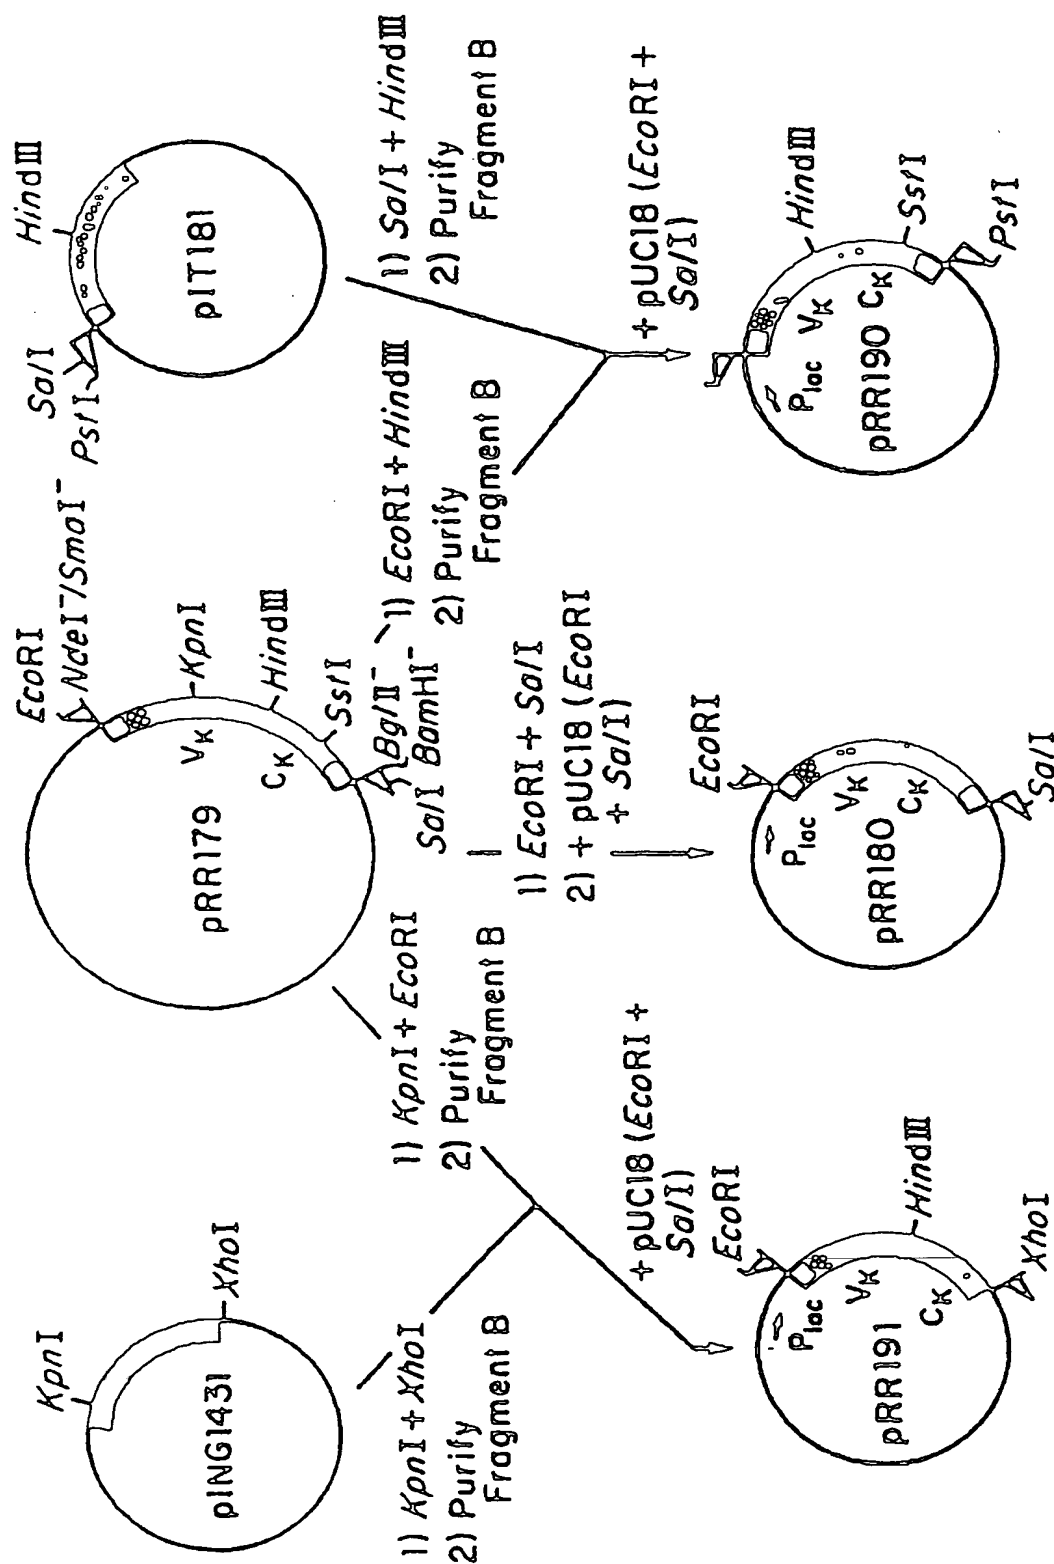 KpnI
XhoI
pING1431
1) KpnI + XhoI
2) Purify
Fragment B
EcoRI
NdeI⁻/SmaI⁻
KpnI
HindIII
SstI
BglII⁻
BamHI⁻
SalI
VK
CK
pRR179
1) KpnI + EcoRI
2) Purify
Fragment B
1) EcoRI + SalI
2) + pUC18 (EcoRI
+ SalI)
1) EcoRI + HindIII
2) Purify
Fragment B
SalI
PstI
HindIII
pIT181
1) SalI + HindIII
2) Purify
Fragment B
+ pUC18 (EcoRI +
SalI)
EcoRI
Plac
VK
CK
HindIII
XhoI
pRR191
EcoRI
Plac
VK
CK
SalI
pRR180
+ pUC18 (EcoRI +
SalI)
Plac
VK
CK
HindIII
SstI
PstI
pRR190